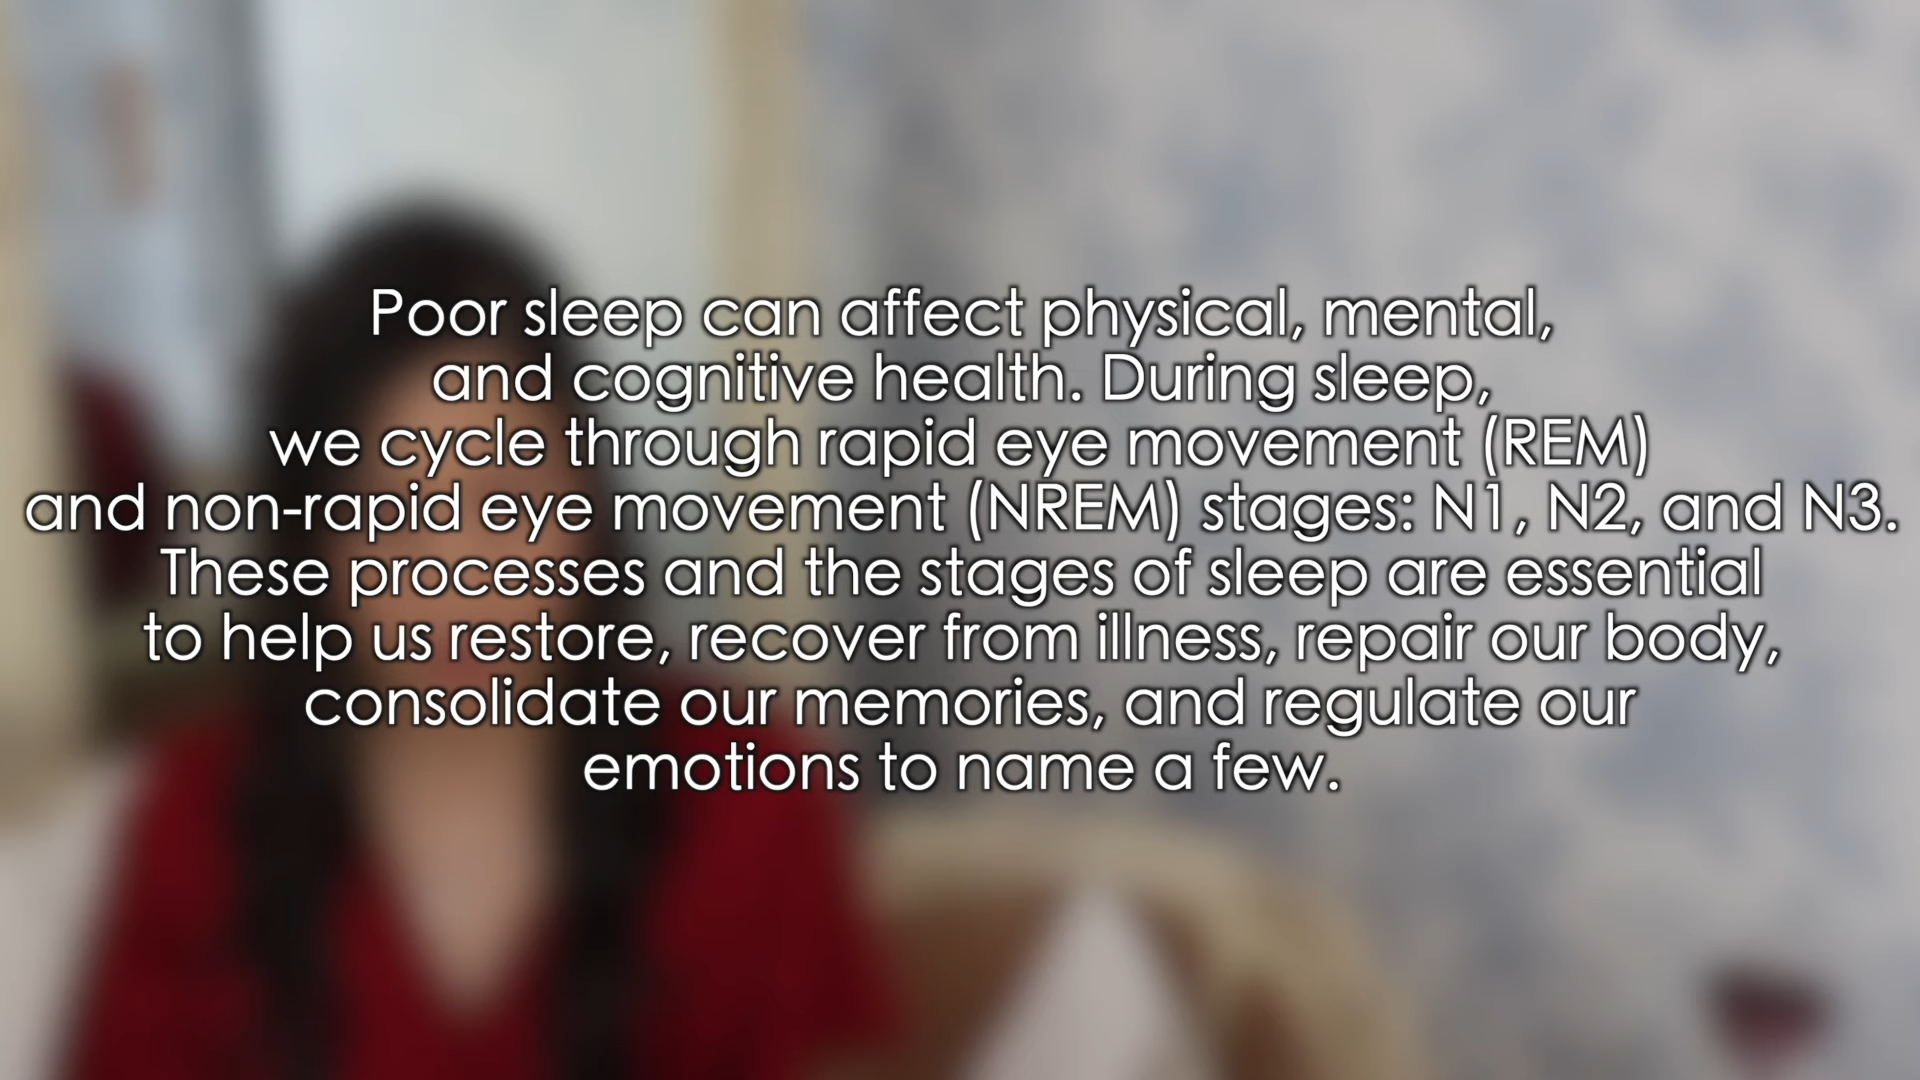 Poor sleep can affect physical, mental,
and cognitive health. During sleep,
we cycle through rapid eye movement (REM)
and non-rapid eye movement (NREM) stages: N1, N2, and N3.
These processes and the stages of sleep are essential
to help us restore, recover from illness, repair our body,
consolidate our memories, and regulate our
emotions to name a few.